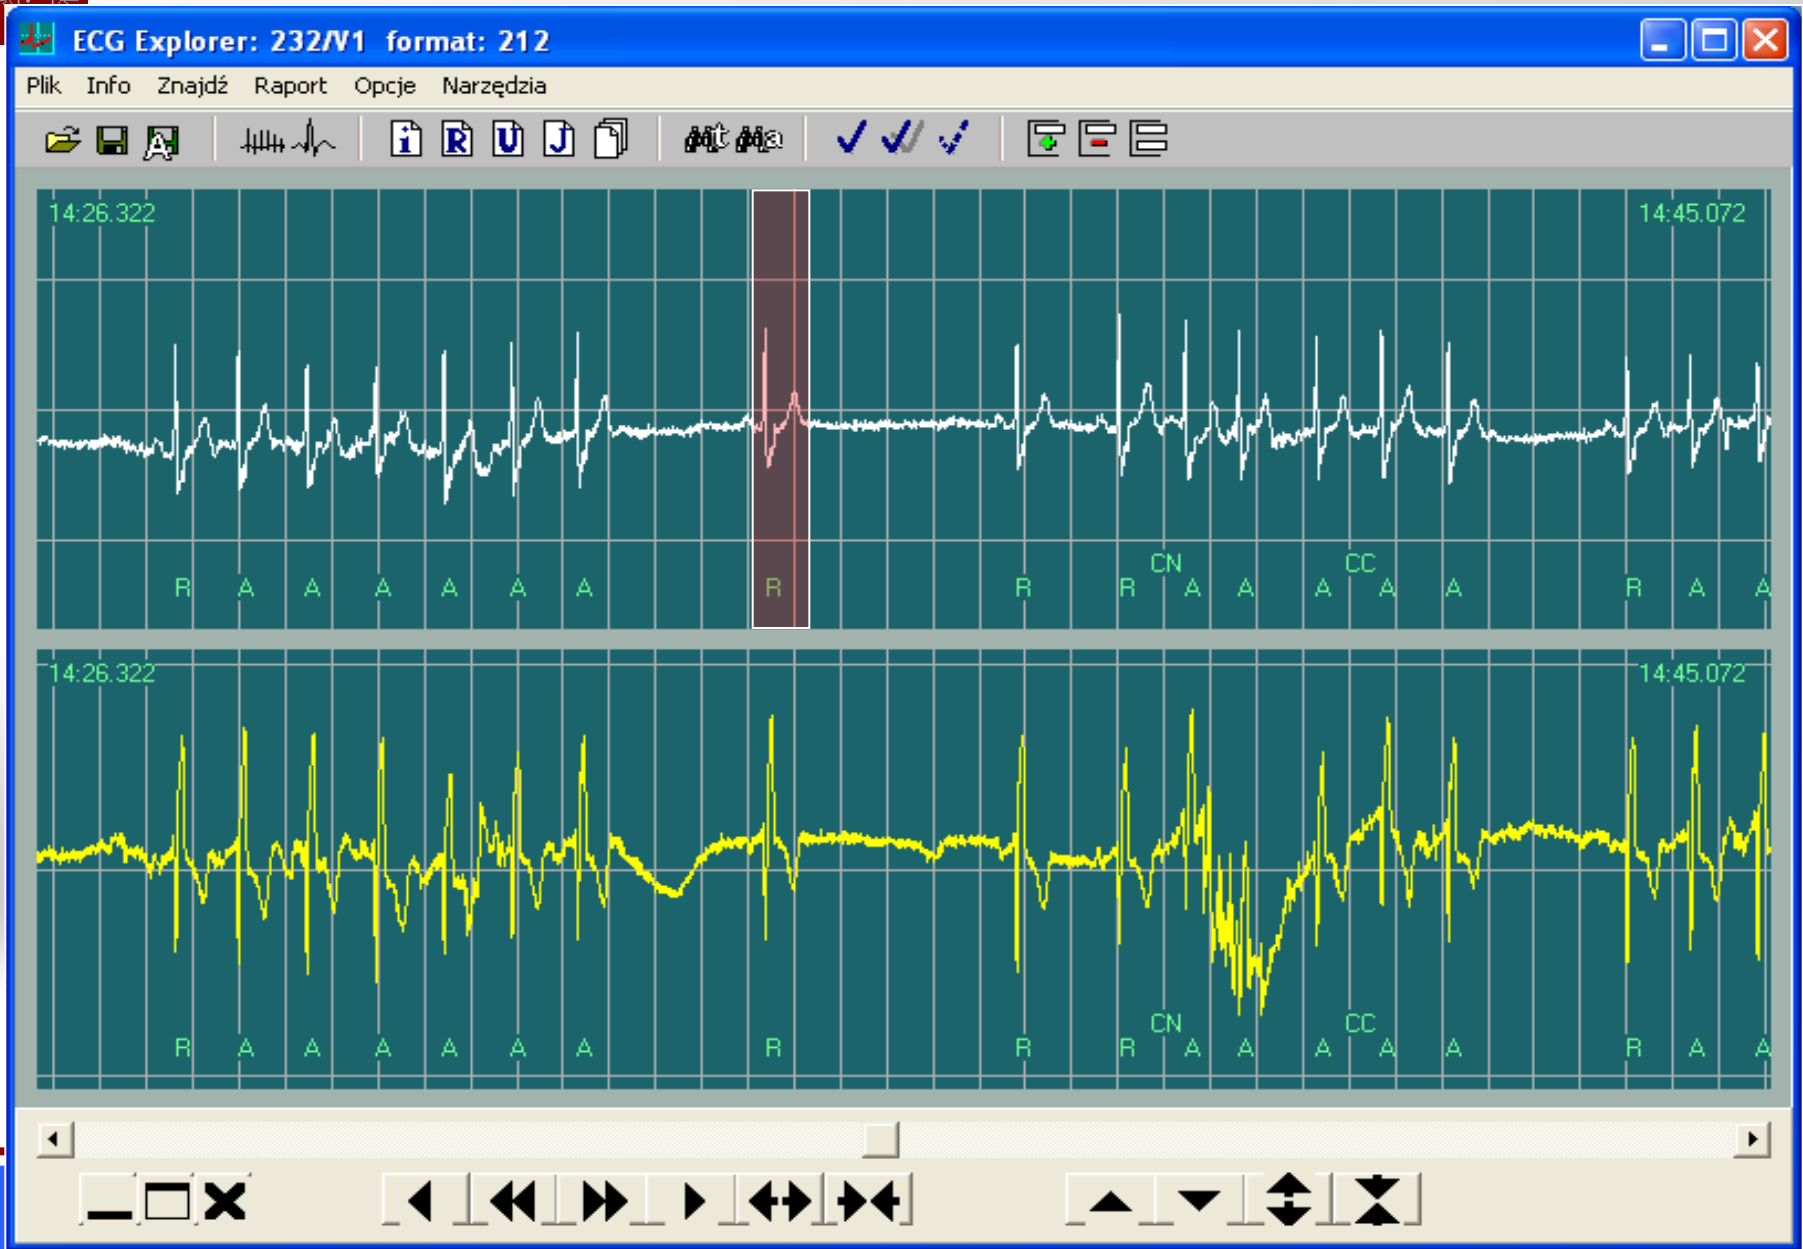 ECG Explorer: 232/V1 format: 212
Plik Info Znajdź Raport Opcje Narzędzia
A i R U J t a
14:26.322 14:45.072
CN CC
R A A A A A A R R R A A A A A R A A
14:26.322 14:45.072
CN CC
R A A A A A A R R R A A A A A R A A